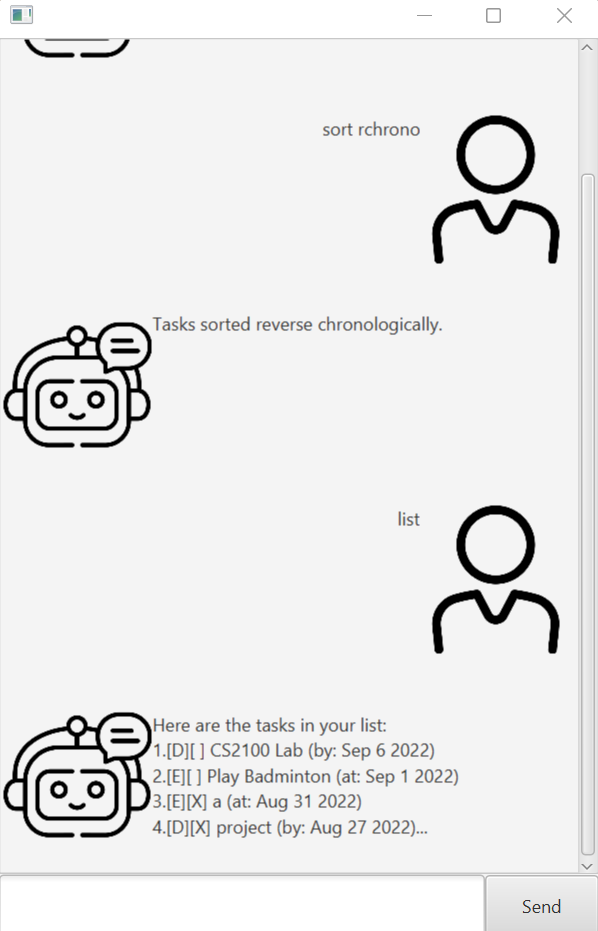 sort rchrono
Tasks sorted reverse chronologically.
list
Here are the tasks in your list:
1.[D][ ] CS2100 Lab (by: Sep 6 2022)
2.[E][ ] Play Badminton (at: Sep 1 2022)
3.[E][X] a (at: Aug 31 2022)
4.[D][X] project (by: Aug 27 2022)...
Send